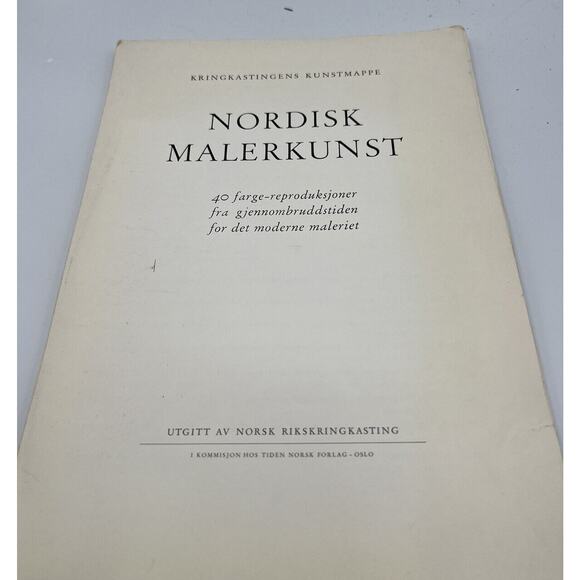 KRINGKASTINGENS KUNSTMAPPE
NORDISK
MALERKUNST
40 farge-reproduksjoner
fra gjennombruddstiden
for det moderne maleriet
UTGITT AV NORSK RIKSKRINGKASTING
I KOMMISJON HOS TIDEN NORSK FORLAG - OSLO